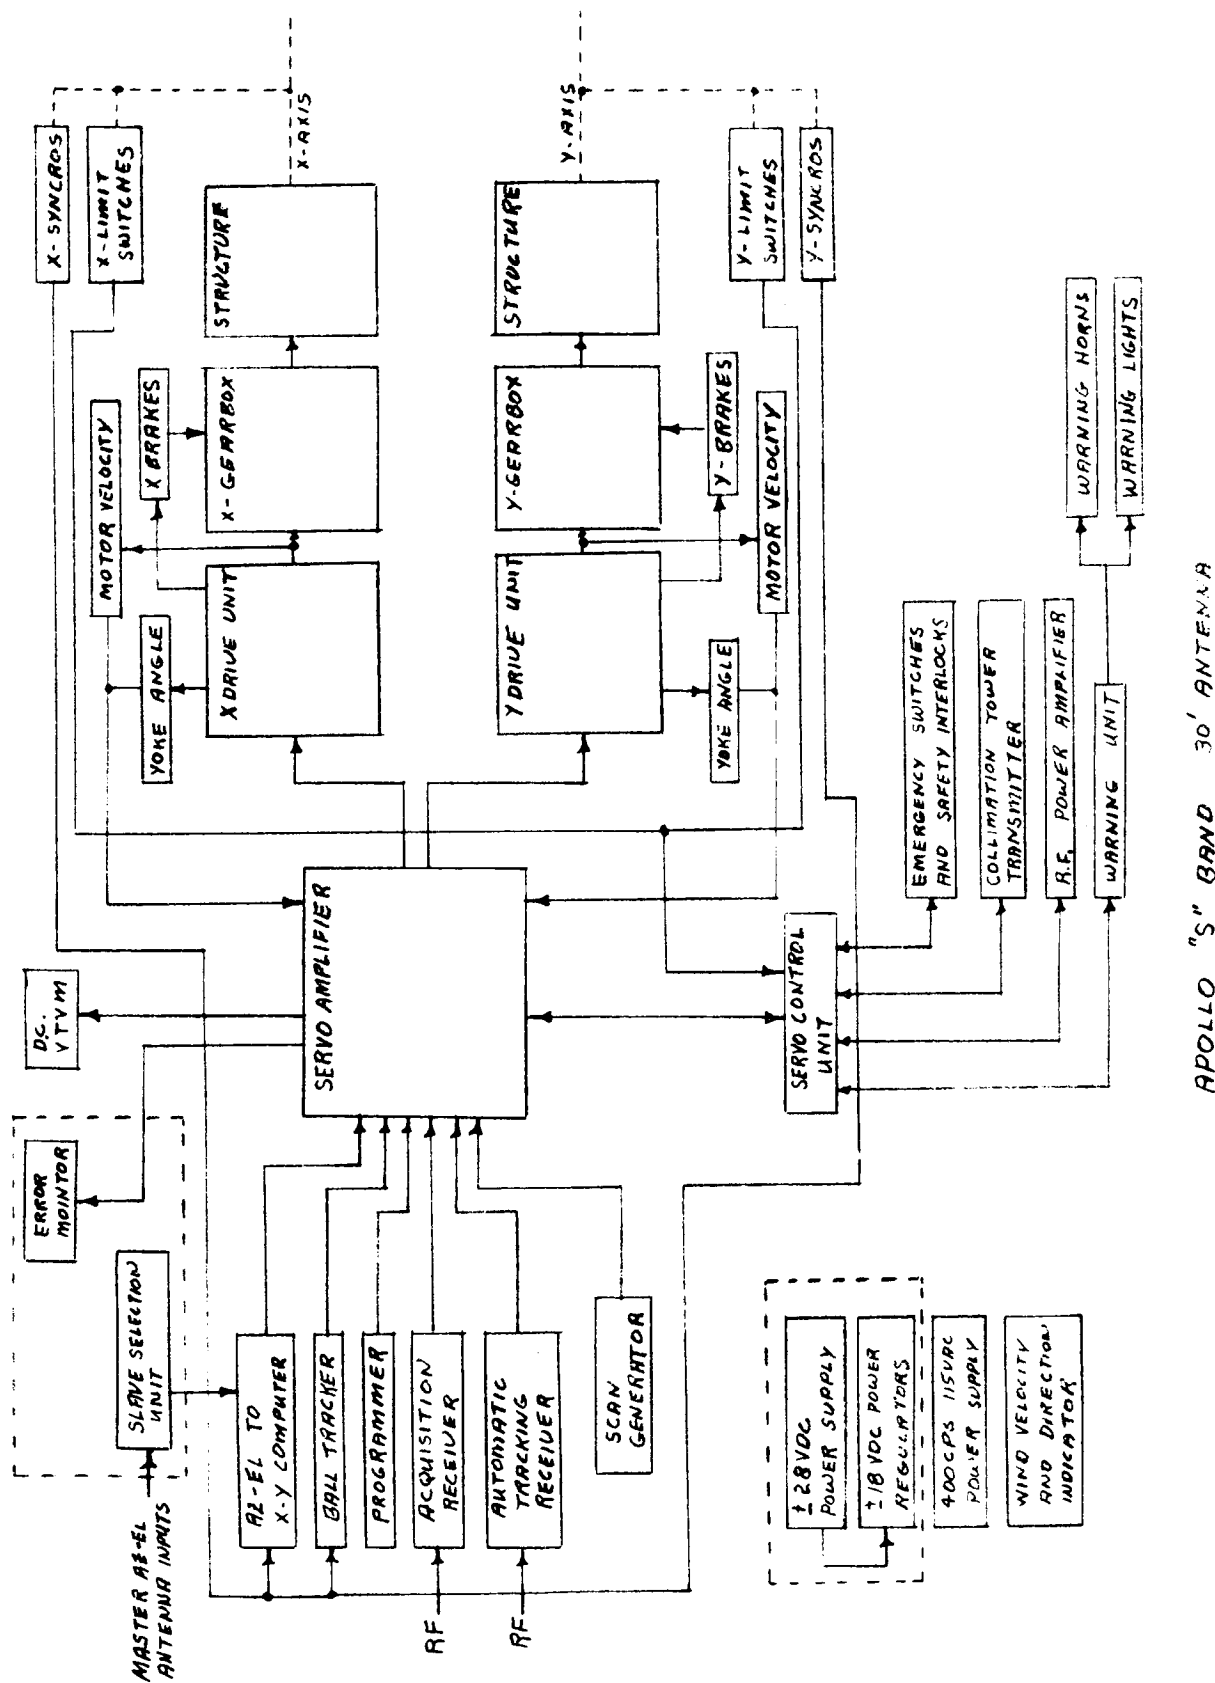 MASTER AZ-EL
ANTENNA INPUTS
SLAVE SELECTION
UNIT
ERROR
MOINTOR
D.C.
VTVM
X-SYNCROS
X-LIMIT
SWITCHES
AZ-EL TO
X-Y COMPUTER
BALL TRACKER
PROGRAMMER
ACQUISITION
RECEIVER
AUTOMATIC
TRACKING
RECEIVER
SCAN
GENERATOR
RF
RF
SERVO AMPLIFIER
MOTOR VELOCITY
YOKE ANGLE
X BRAKES
X DRIVE UNIT
X-GEARBOX
STRUCTURE
X-AXIS
Y DRIVE UNIT
Y-GEARBOX
STRUCTURE
Y-AXIS
YOKE ANGLE
Y-BRAKES
MOTOR VELOCITY
Y-LIMIT
SWITCHES
Y-SYNCROS
SERVO CONTROL
UNIT
EMERGENCY SWITCHES
AND SAFETY INTERLOCKS
COLLIMATION TOWER
TRANSMITTER
R.F. POWER AMPLIFIER
WARNING UNIT
WARNING HORNS
WARNING LIGHTS
± 28 VDC
POWER SUPPLY
± 18 VDC POWER
REGULATORS
400CPS 115VAC
POWER SUPPLY
WIND VELOCITY
AND DIRECTION
INDICATOR
APOLLO "S" BAND 30' ANTENNA